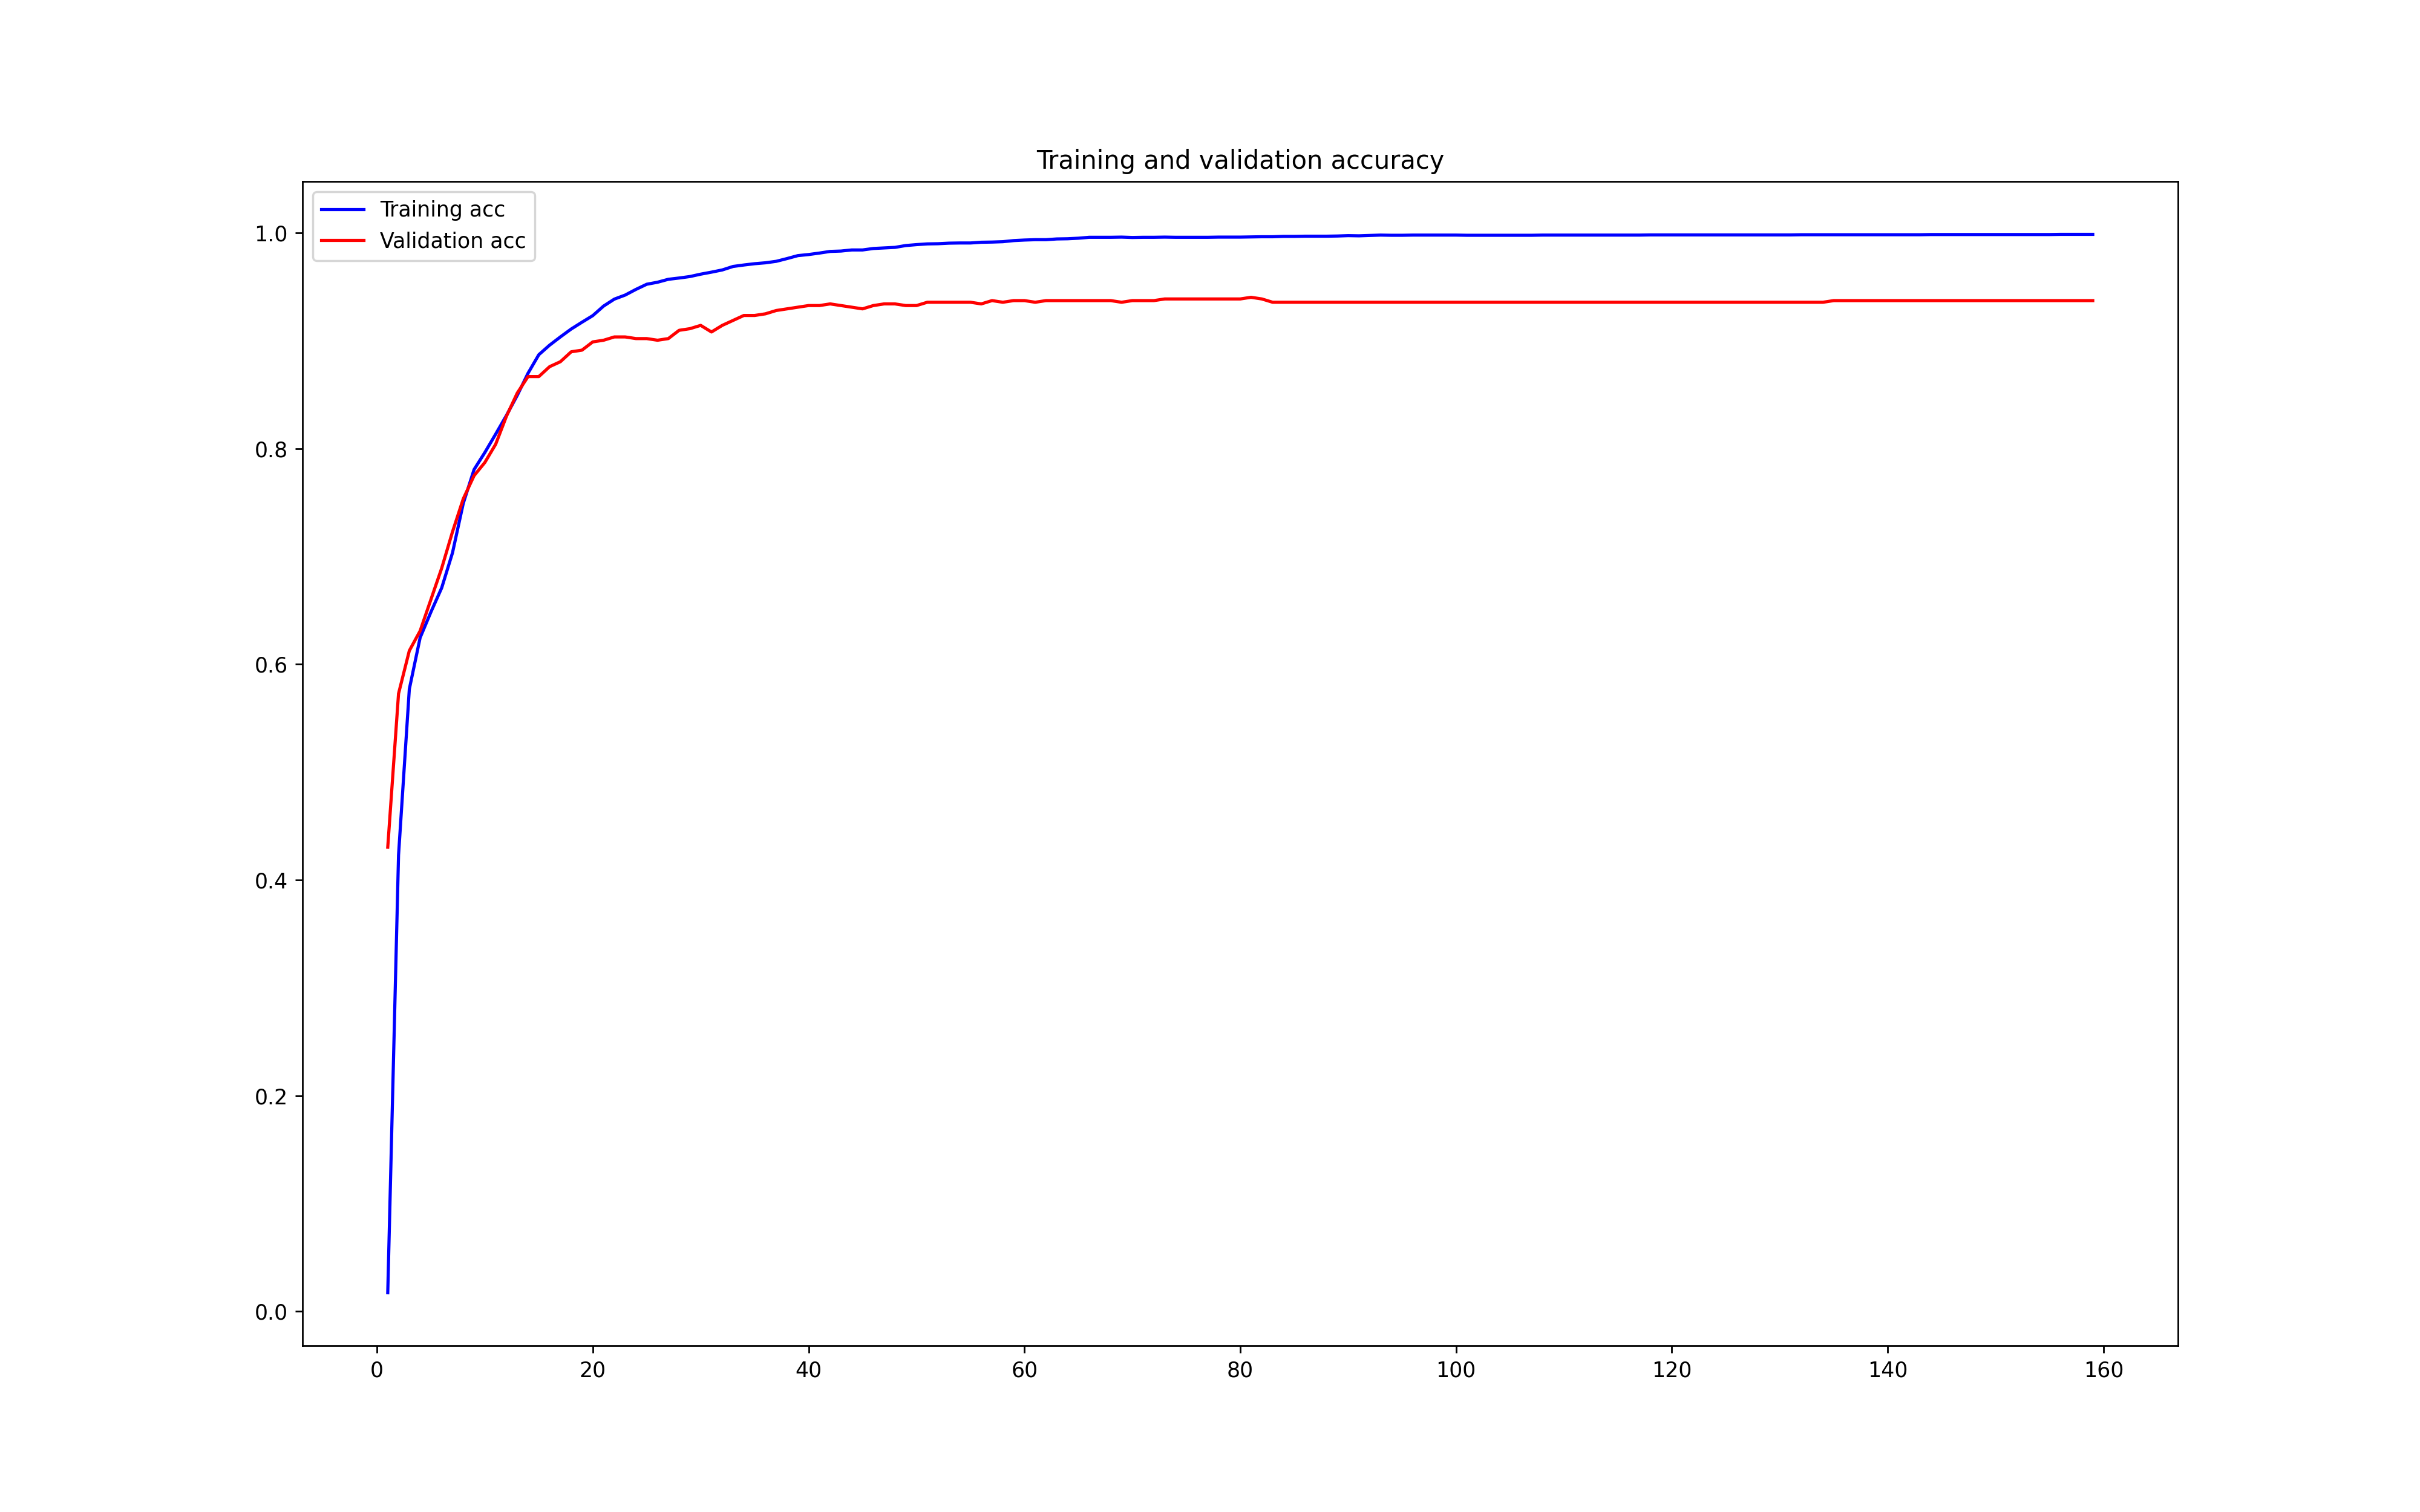 Training and validation accuracy
Training acc
Validation acc
1.0
0.8
0.6
0.4
0.2
0.0
0 20 40 60 80 100 120 140 160